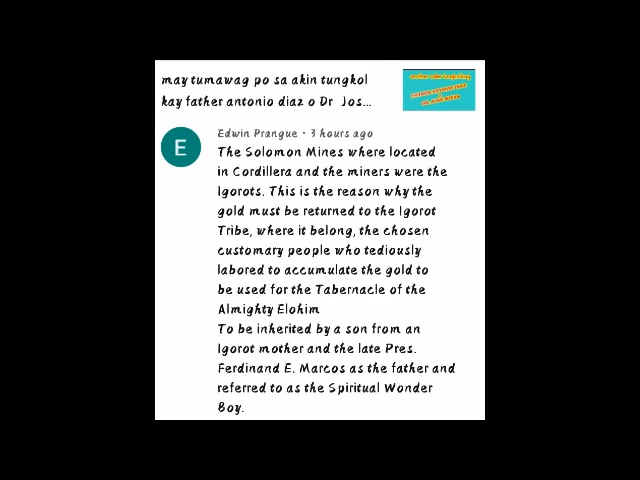 may tumawag po sa akin tungkol
kay father antonio diaz o Dr Jos...
Edwin Prangue • 3 hours ago
E
The Solomon Mines where located
in Cordillera and the miners were the
Igorots. This is the reason why the
gold must be returned to the Igorot
Tribe, where it belong, the chosen
customary people who tediously
labored to accumulate the gold to
be used for the Tabernacle of the
Almighty Elohim
To be inherited by a son from an
Igorot mother and the late Pres.
Ferdinand E. Marcos as the father and
referred to as the Spiritual Wonder
Boy.